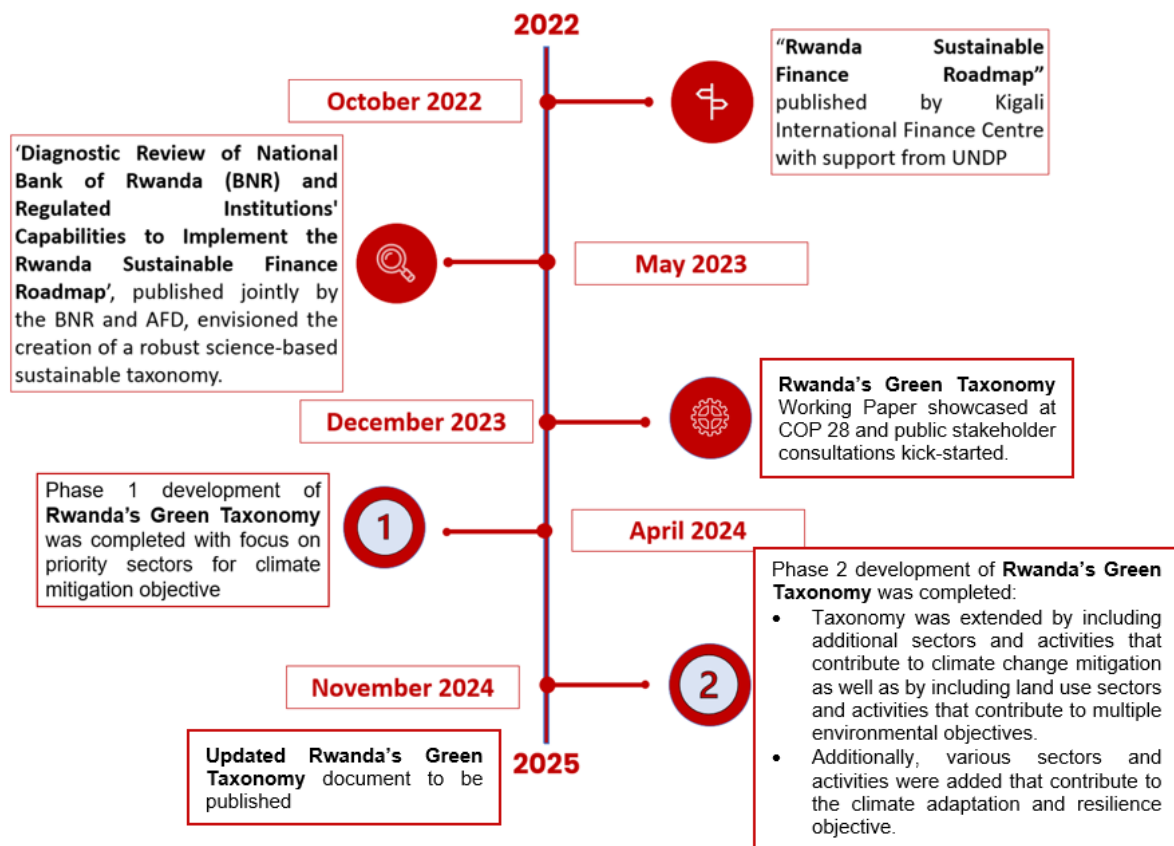 2022
October 2022
“Rwanda Sustainable
Finance Roadmap”
published by Kigali
International Finance Centre
with support from UNDP
‘Diagnostic Review of National
Bank of Rwanda (BNR) and
Regulated Institutions'
Capabilities to Implement the
Rwanda Sustainable Finance
Roadmap’, published jointly by
the BNR and AFD, envisioned the
creation of a robust science-based
sustainable taxonomy.
May 2023
December 2023
Rwanda’s Green Taxonomy
Working Paper showcased at
COP 28 and public stakeholder
consultations kick-started.
Phase 1 development of
Rwanda’s Green Taxonomy
was completed with focus on
priority sectors for climate
mitigation objective
1
April 2024
November 2024
2
Phase 2 development of Rwanda’s Green
Taxonomy was completed:
• Taxonomy was extended by including
additional sectors and activities that
contribute to climate change mitigation
as well as by including land use sectors
and activities that contribute to multiple
environmental objectives.
• Additionally, various sectors and
activities were added that contribute to
the climate adaptation and resilience
objective.
Updated Rwanda’s Green
Taxonomy document to be
published
2025